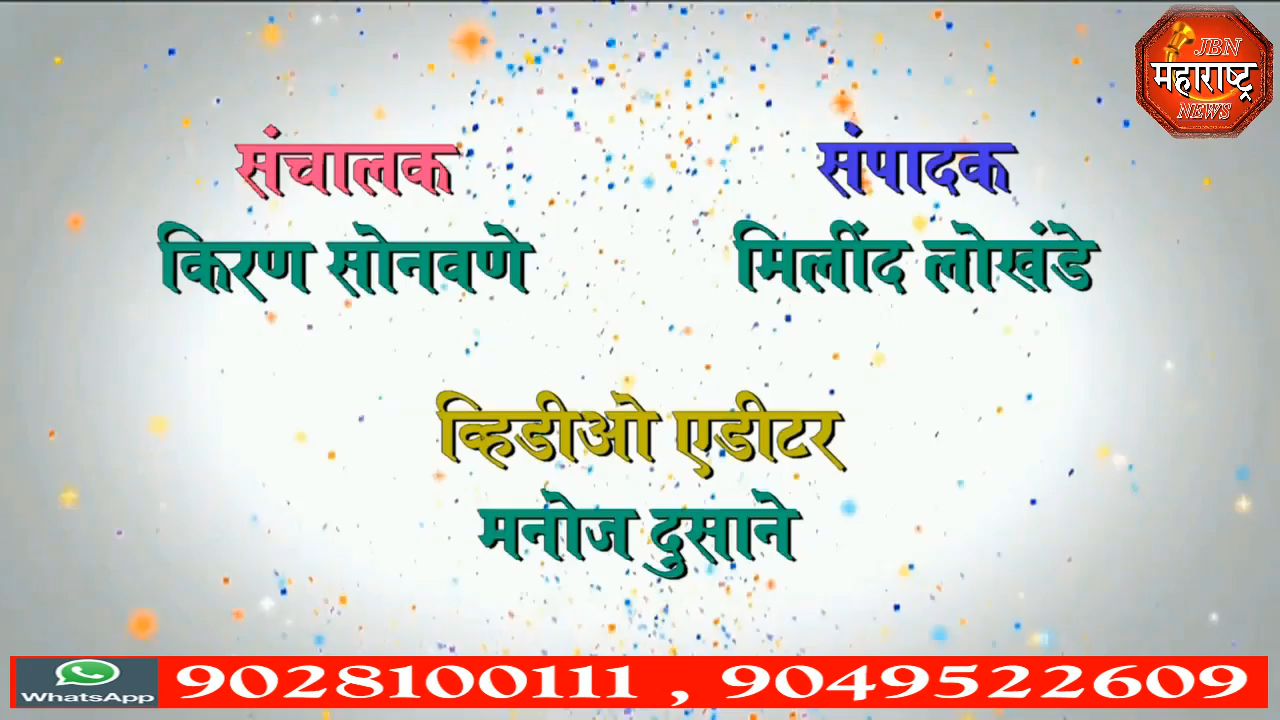 JBN
महाराष्ट्र
NEWS
संचालक
किरण सोनवणे
संपादक
मिलींद लोखंडे
व्हिडीओ एडीटर
मनोज दुसाने
WhatsApp 9028100111 , 9049522609